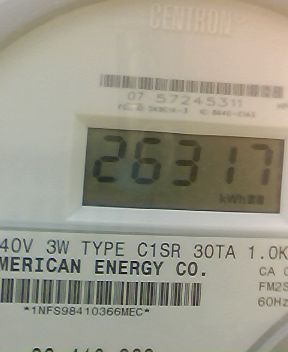 CENTRON
07 57245311
26317
kWh
40V 3W TYPE C1SR 30TA 1.0K
MERICAN ENERGY CO.
CA
FM2S
60Hz
*1NFS98410366MEC*